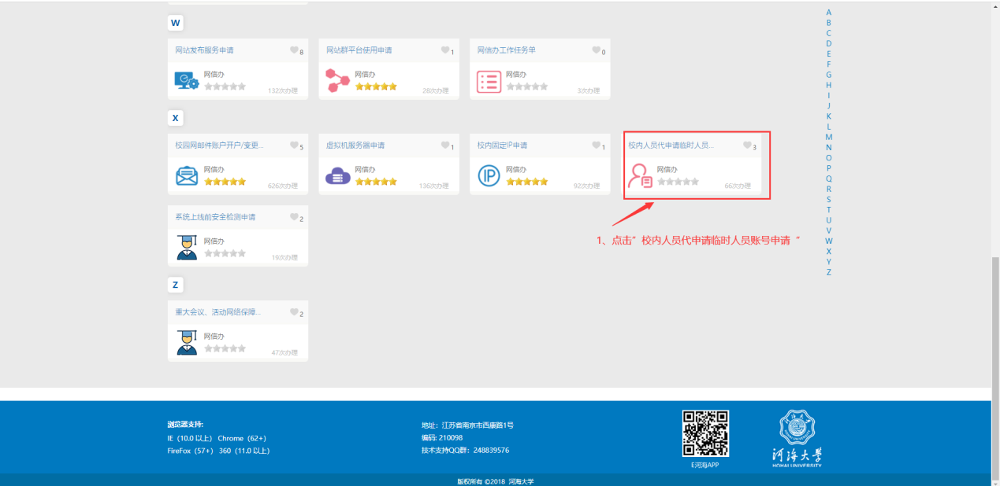 W
网站发布服务申请 8
网信办
132次办理
网站群平台使用申请 1
网信办
28次办理
网信办工作任务单 0
网信办
3次办理
X
校园网邮件账户开户/变更... 5
网信办
626次办理
虚拟机服务器申请 1
网信办
136次办理
校内固定IP申请 1
IP
网信办
92次办理
校内人员代申请临时人员... 3
网信办
66次办理
系统上线前安全检测申请 2
网信办
19次办理
1、点击”校内人员代申请临时人员账号申请“
Z
重大会议、活动网络保障... 2
网信办
47次办理
A
B
C
D
E
F
G
H
I
J
K
L
M
N
O
P
Q
R
S
T
U
V
W
X
Y
Z
浏览器支持:
IE（10.0 以上） Chrome（62+）
FireFox（57+） 360（11.0 以上）
地址：江苏省南京市西康路1号
编码: 210098
技术支持QQ群：248839576
E河海APP
河海大学
HOHAI UNIVERSITY
版权所有 ©2018 河海大学